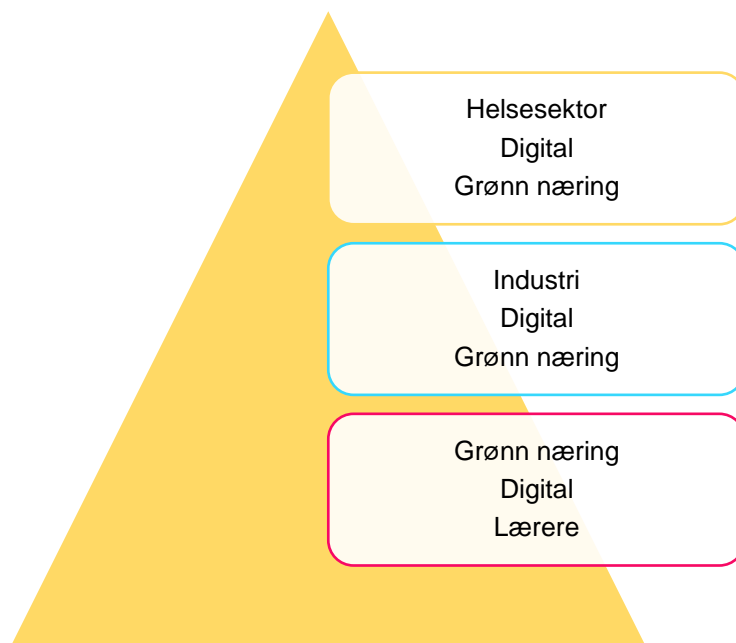 Helsesektor
Digital
Grønn næring
Industri
Digital
Grønn næring
Grønn næring
Digital
Lærere